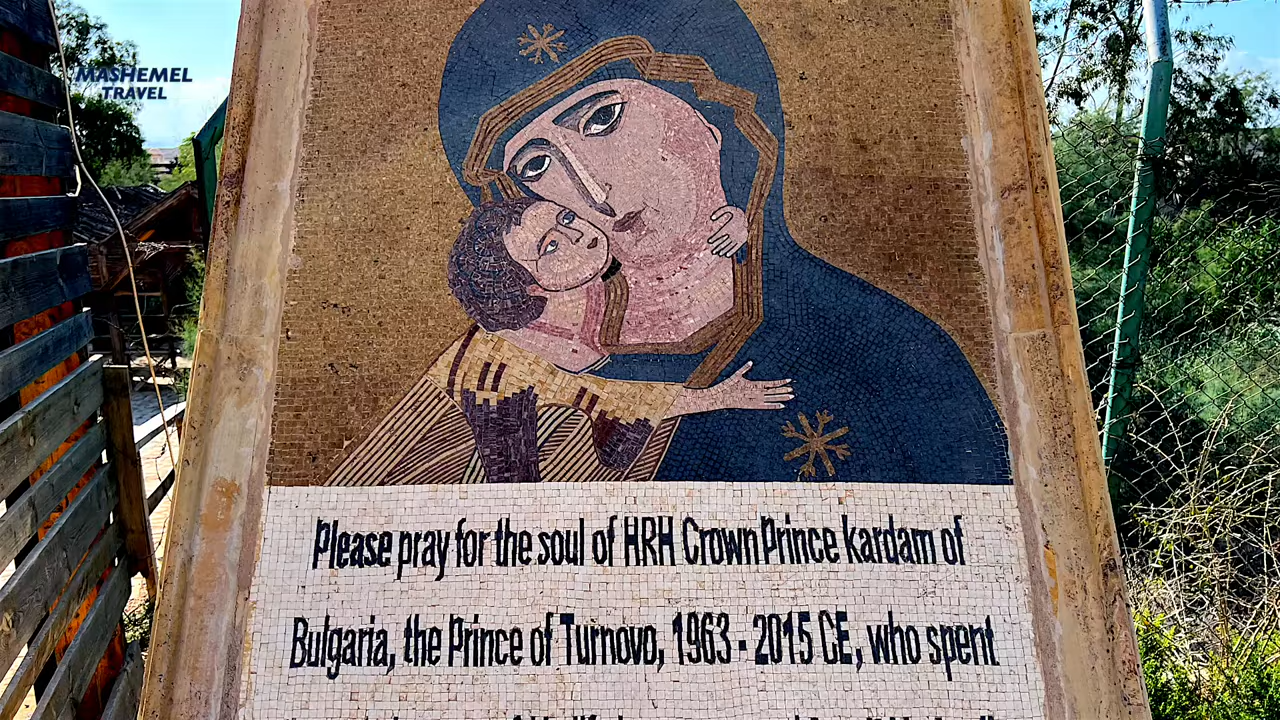 MASHEMEL
TRAVEL
Please pray for the soul of HRH Crown Prince kardam of
Bulgaria, the Prince of Turnovo, 1963 - 2015 CE, who spent